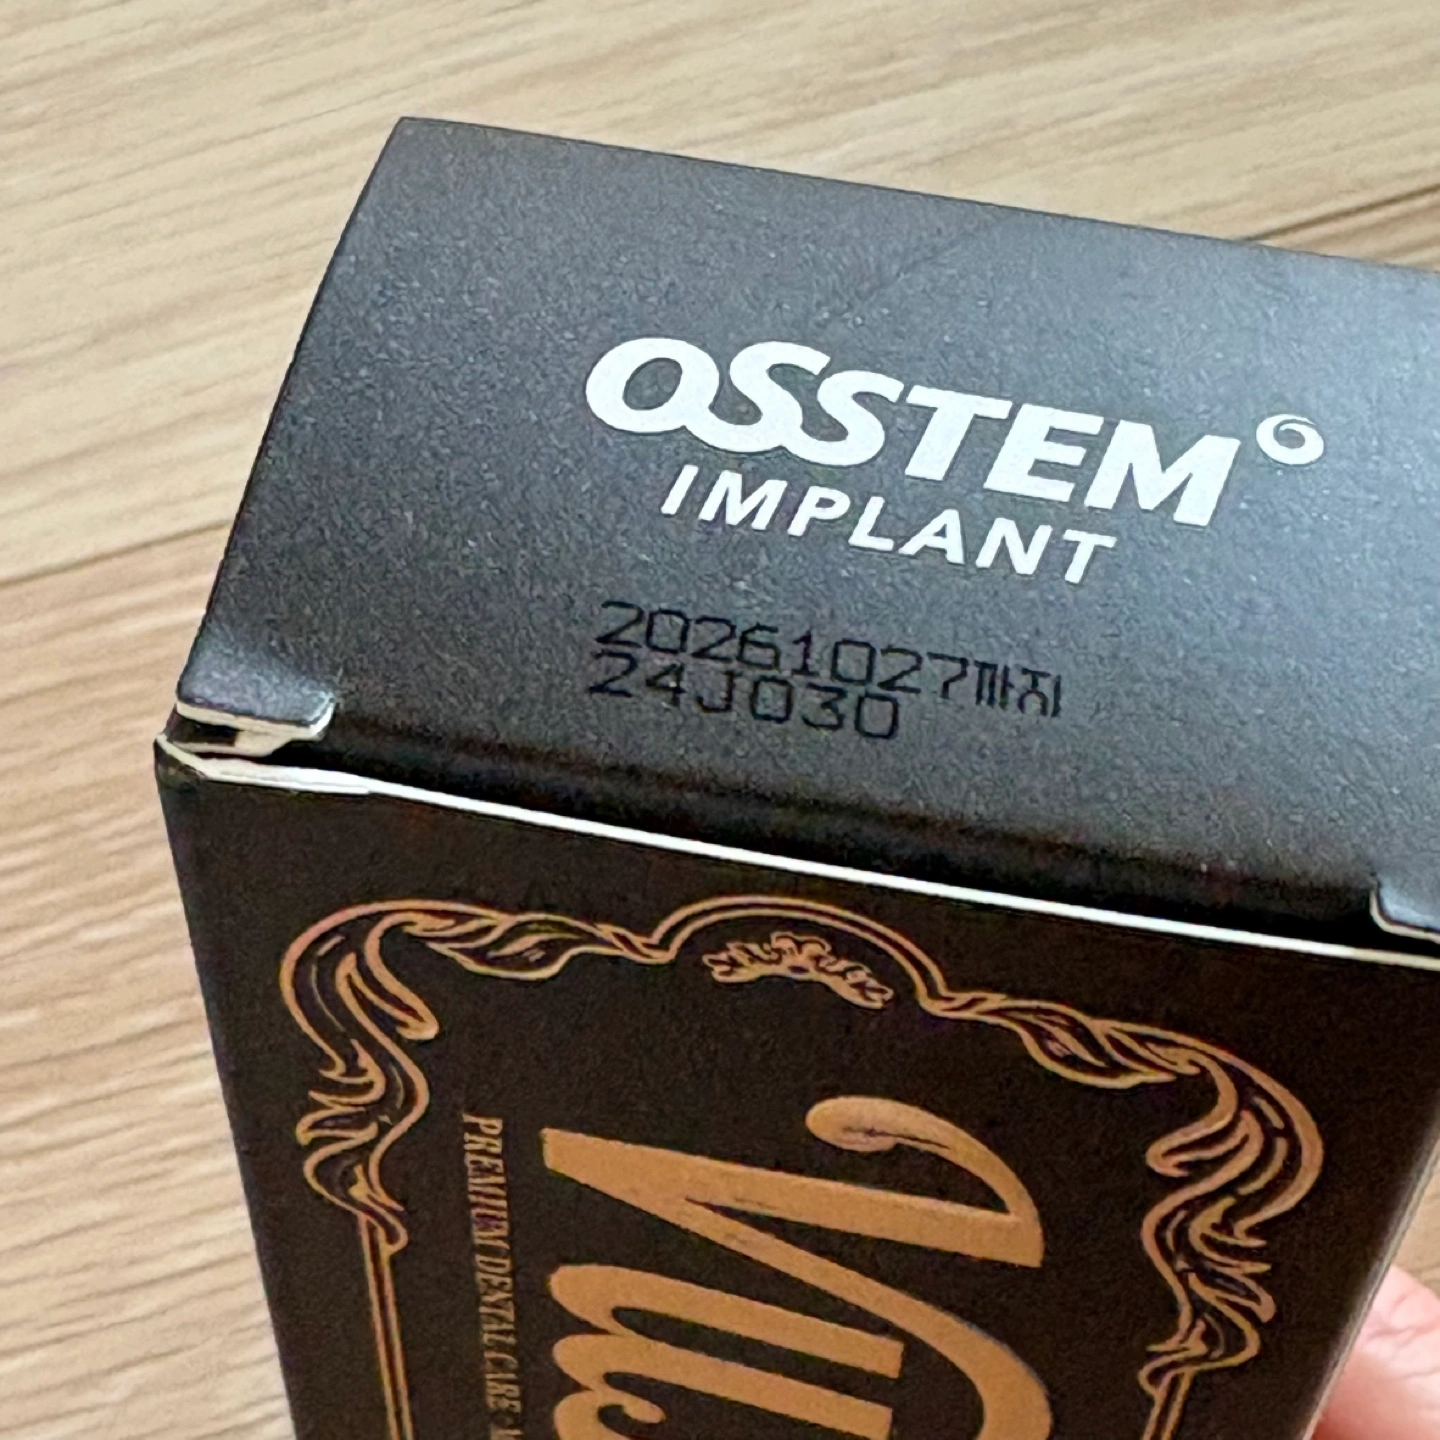 OSSTEM
IMPLANT
20261027까지
24J030
PREMIUM DENTAL CARE